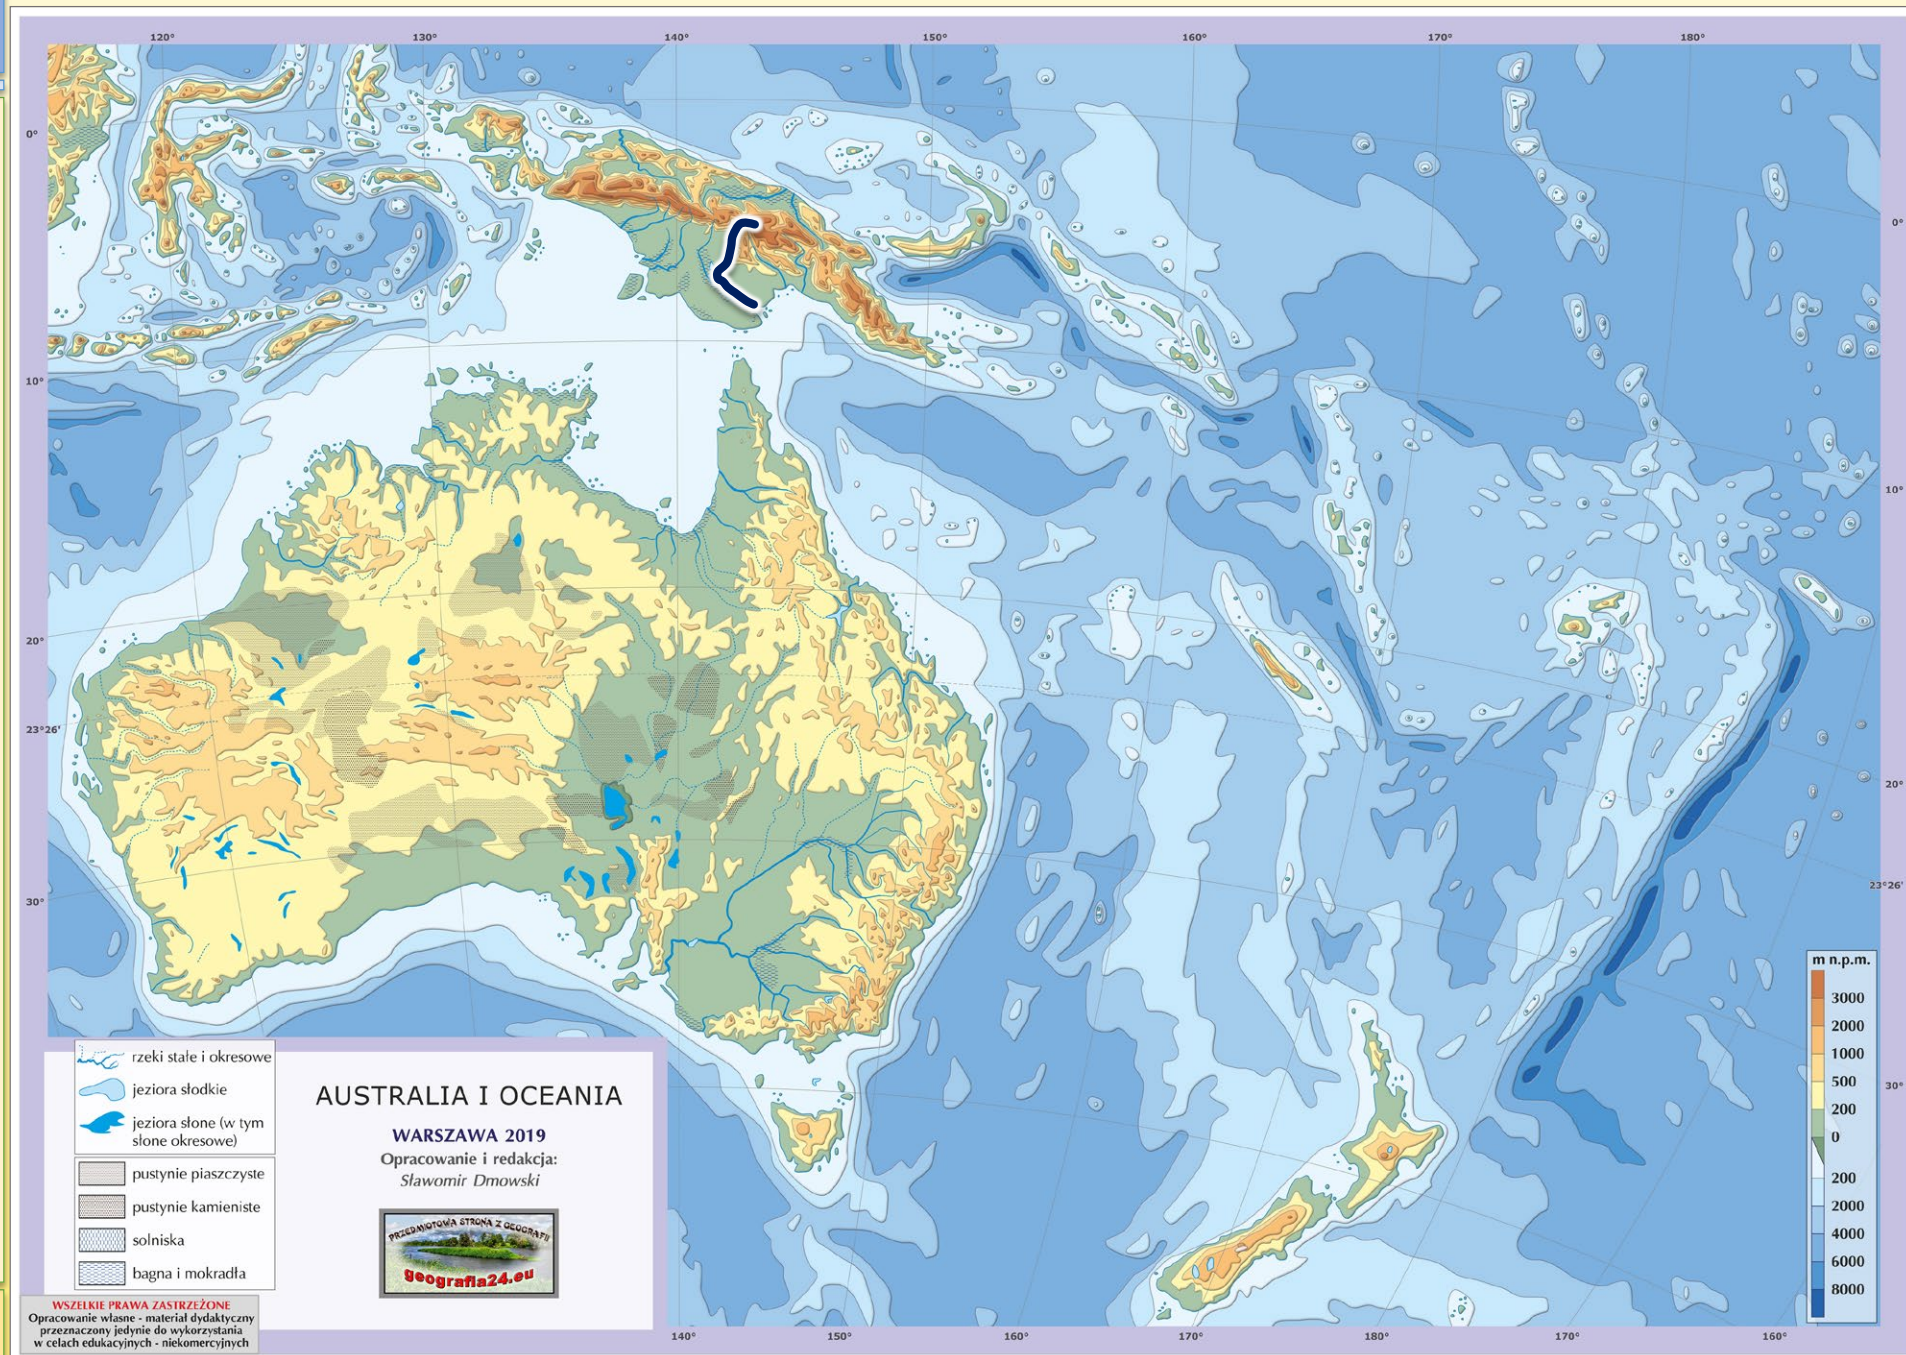 120°
130°
140°
150°
160°
170°
180°
0°
0°
10°
10°
20°
23°26'
20°
30°
23°26'
30°
m n.p.m.
3000
2000
1000
500
200
0
200
2000
4000
6000
8000
rzeki stałe i okresowe
jeziora słodkie
jeziora słone (w tym
słone okresowe)
pustynie piaszczyste
pustynie kamieniste
solniska
bagna i mokradła
AUSTRALIA I OCEANIA
WARSZAWA 2019
Opracowanie i redakcja:
Sławomir Dmowski
PRZEDMIOTOWA STRONA Z GEOGRAFII
geografia24.eu
WSZELKIE PRAWA ZASTRZEŻONE
Opracowanie własne - materiał dydaktyczny
przeznaczony jedynie do wykorzystania
w celach edukacyjnych - niekomercyjnych
140°
150°
160°
170°
180°
170°
160°